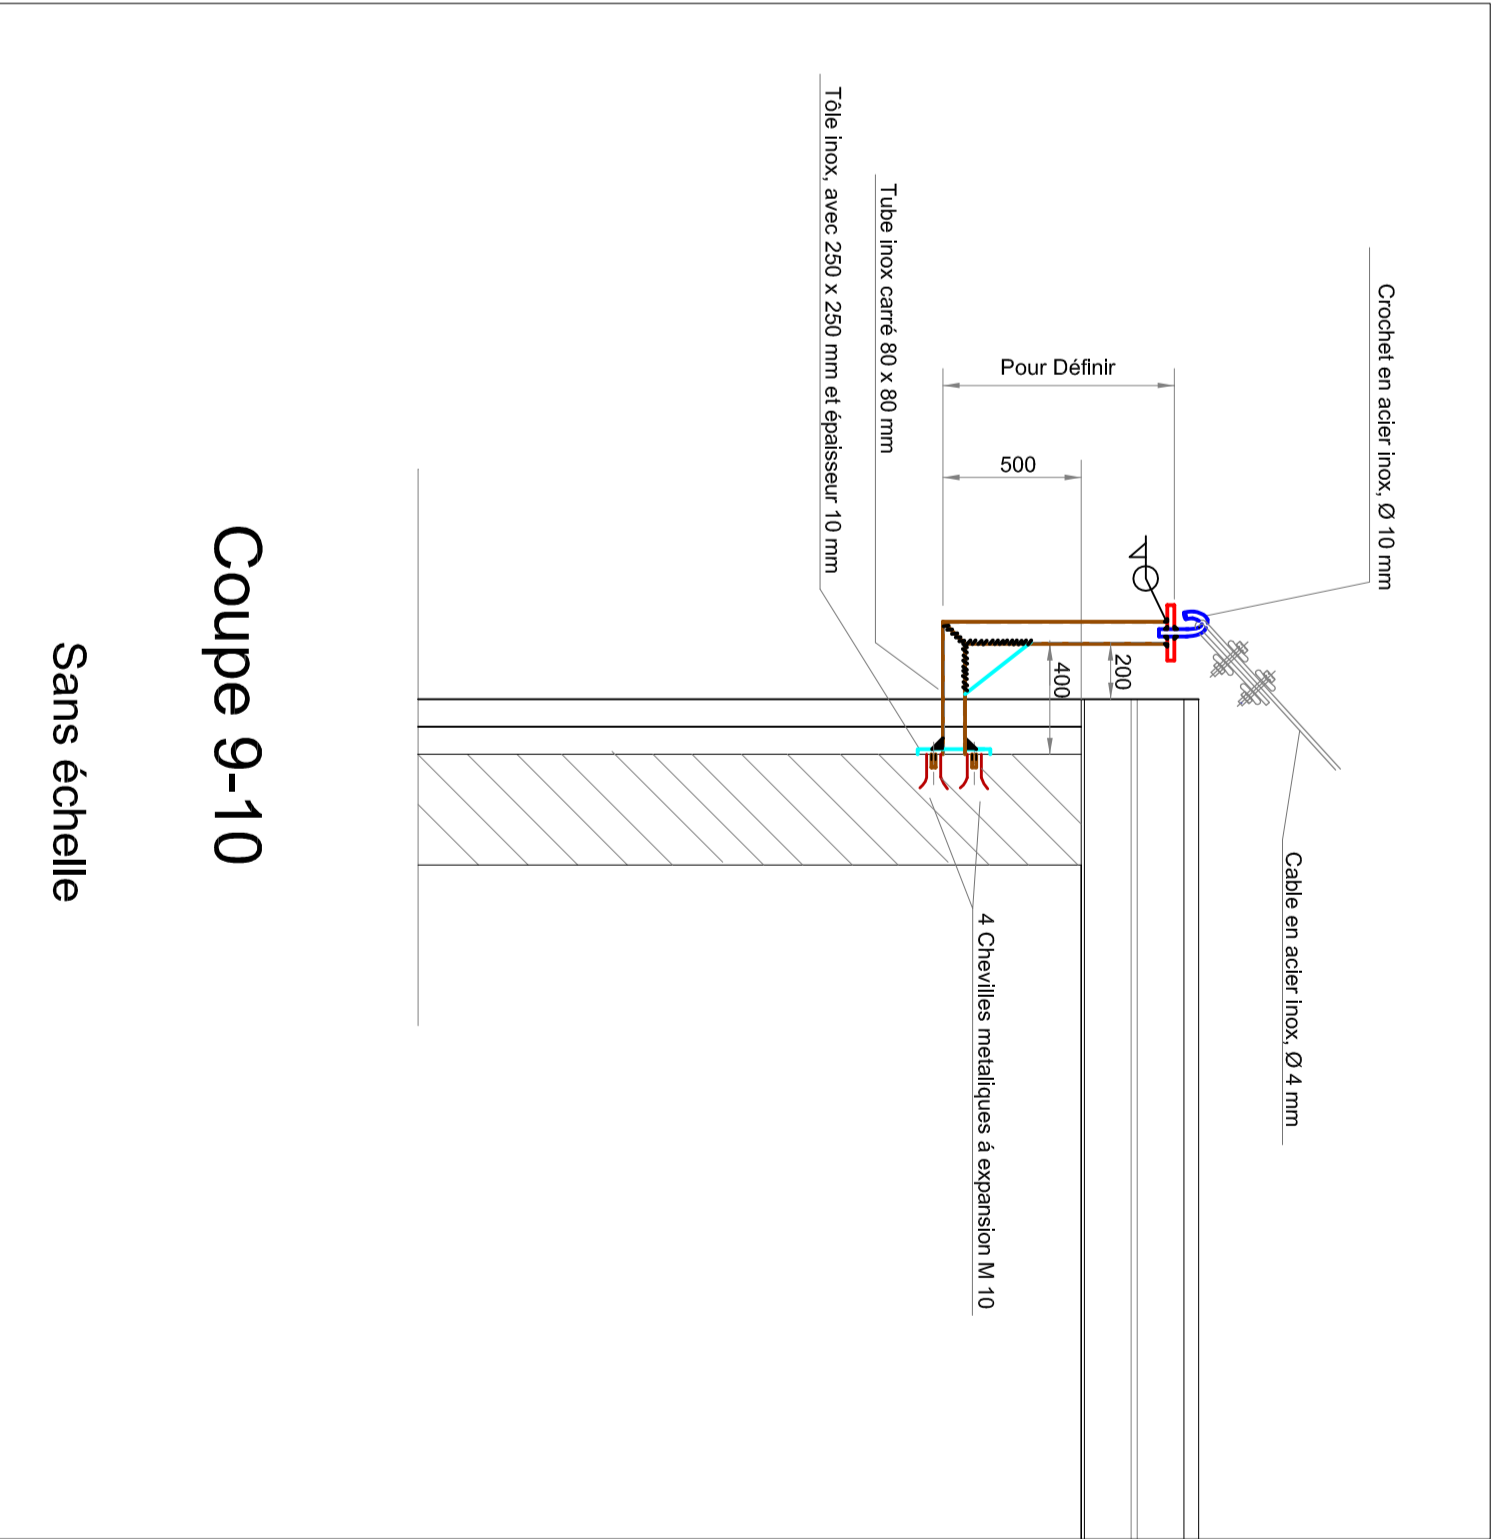 Crochet en acier inox, Ø 10 mm
Cable en acier inox, Ø 4 mm
Pour Définir
500
200
400
4 Chevilles metaliques á expansion M 10
Tube inox carré 80 x 80 mm
Tôle inox, avec 250 x 250 mm et épaisseur 10 mm
Coupe 9-10
Sans échelle